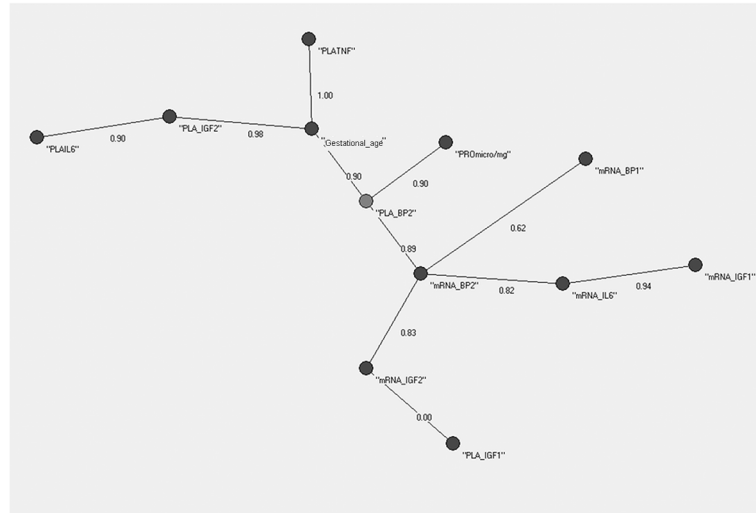 "PLATNF"
1.00
"PLA_IGF2"
0.98
0.90
"PLAIL6"
"Gestational_age"
"PROmicro/mg"
0.90
0.90
"mRNA_BP1"
"PLA_BP2"
0.62
0.89
"mRNA_BP2"
0.82
"mRNA_IL6"
0.94
"mRNA_IGF1"
0.83
"mRNA_IGF2"
0.00
"PLA_IGF1"